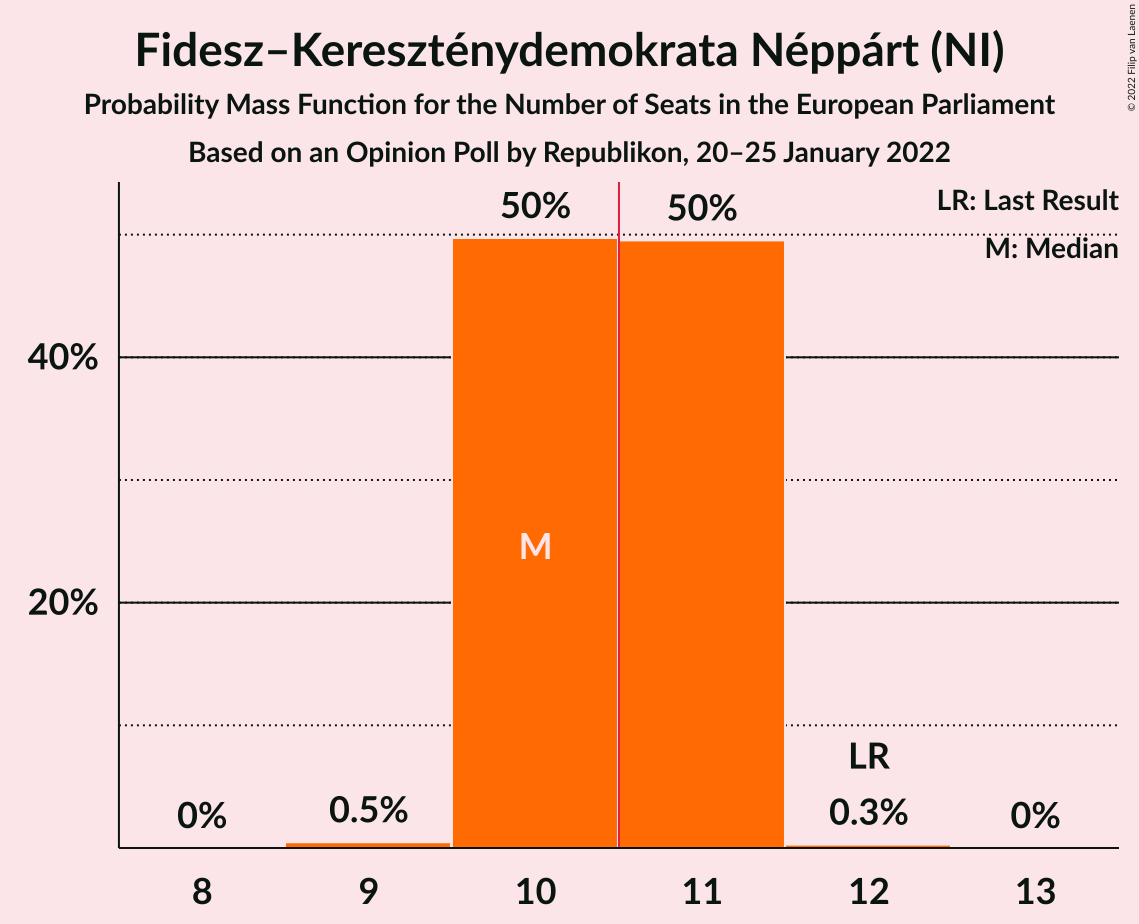 Fidesz–Kereszténydemokrata Néppárt (NI)
Probability Mass Function for the Number of Seats in the European Parliament
Based on an Opinion Poll by Republikon, 20–25 January 2022
© 2022 Filip van Laenen
LR: Last Result
M: Median
50%
50%
40%
20%
M
LR
0%
0.5%
0.3%
0%
8
9
10
11
12
13